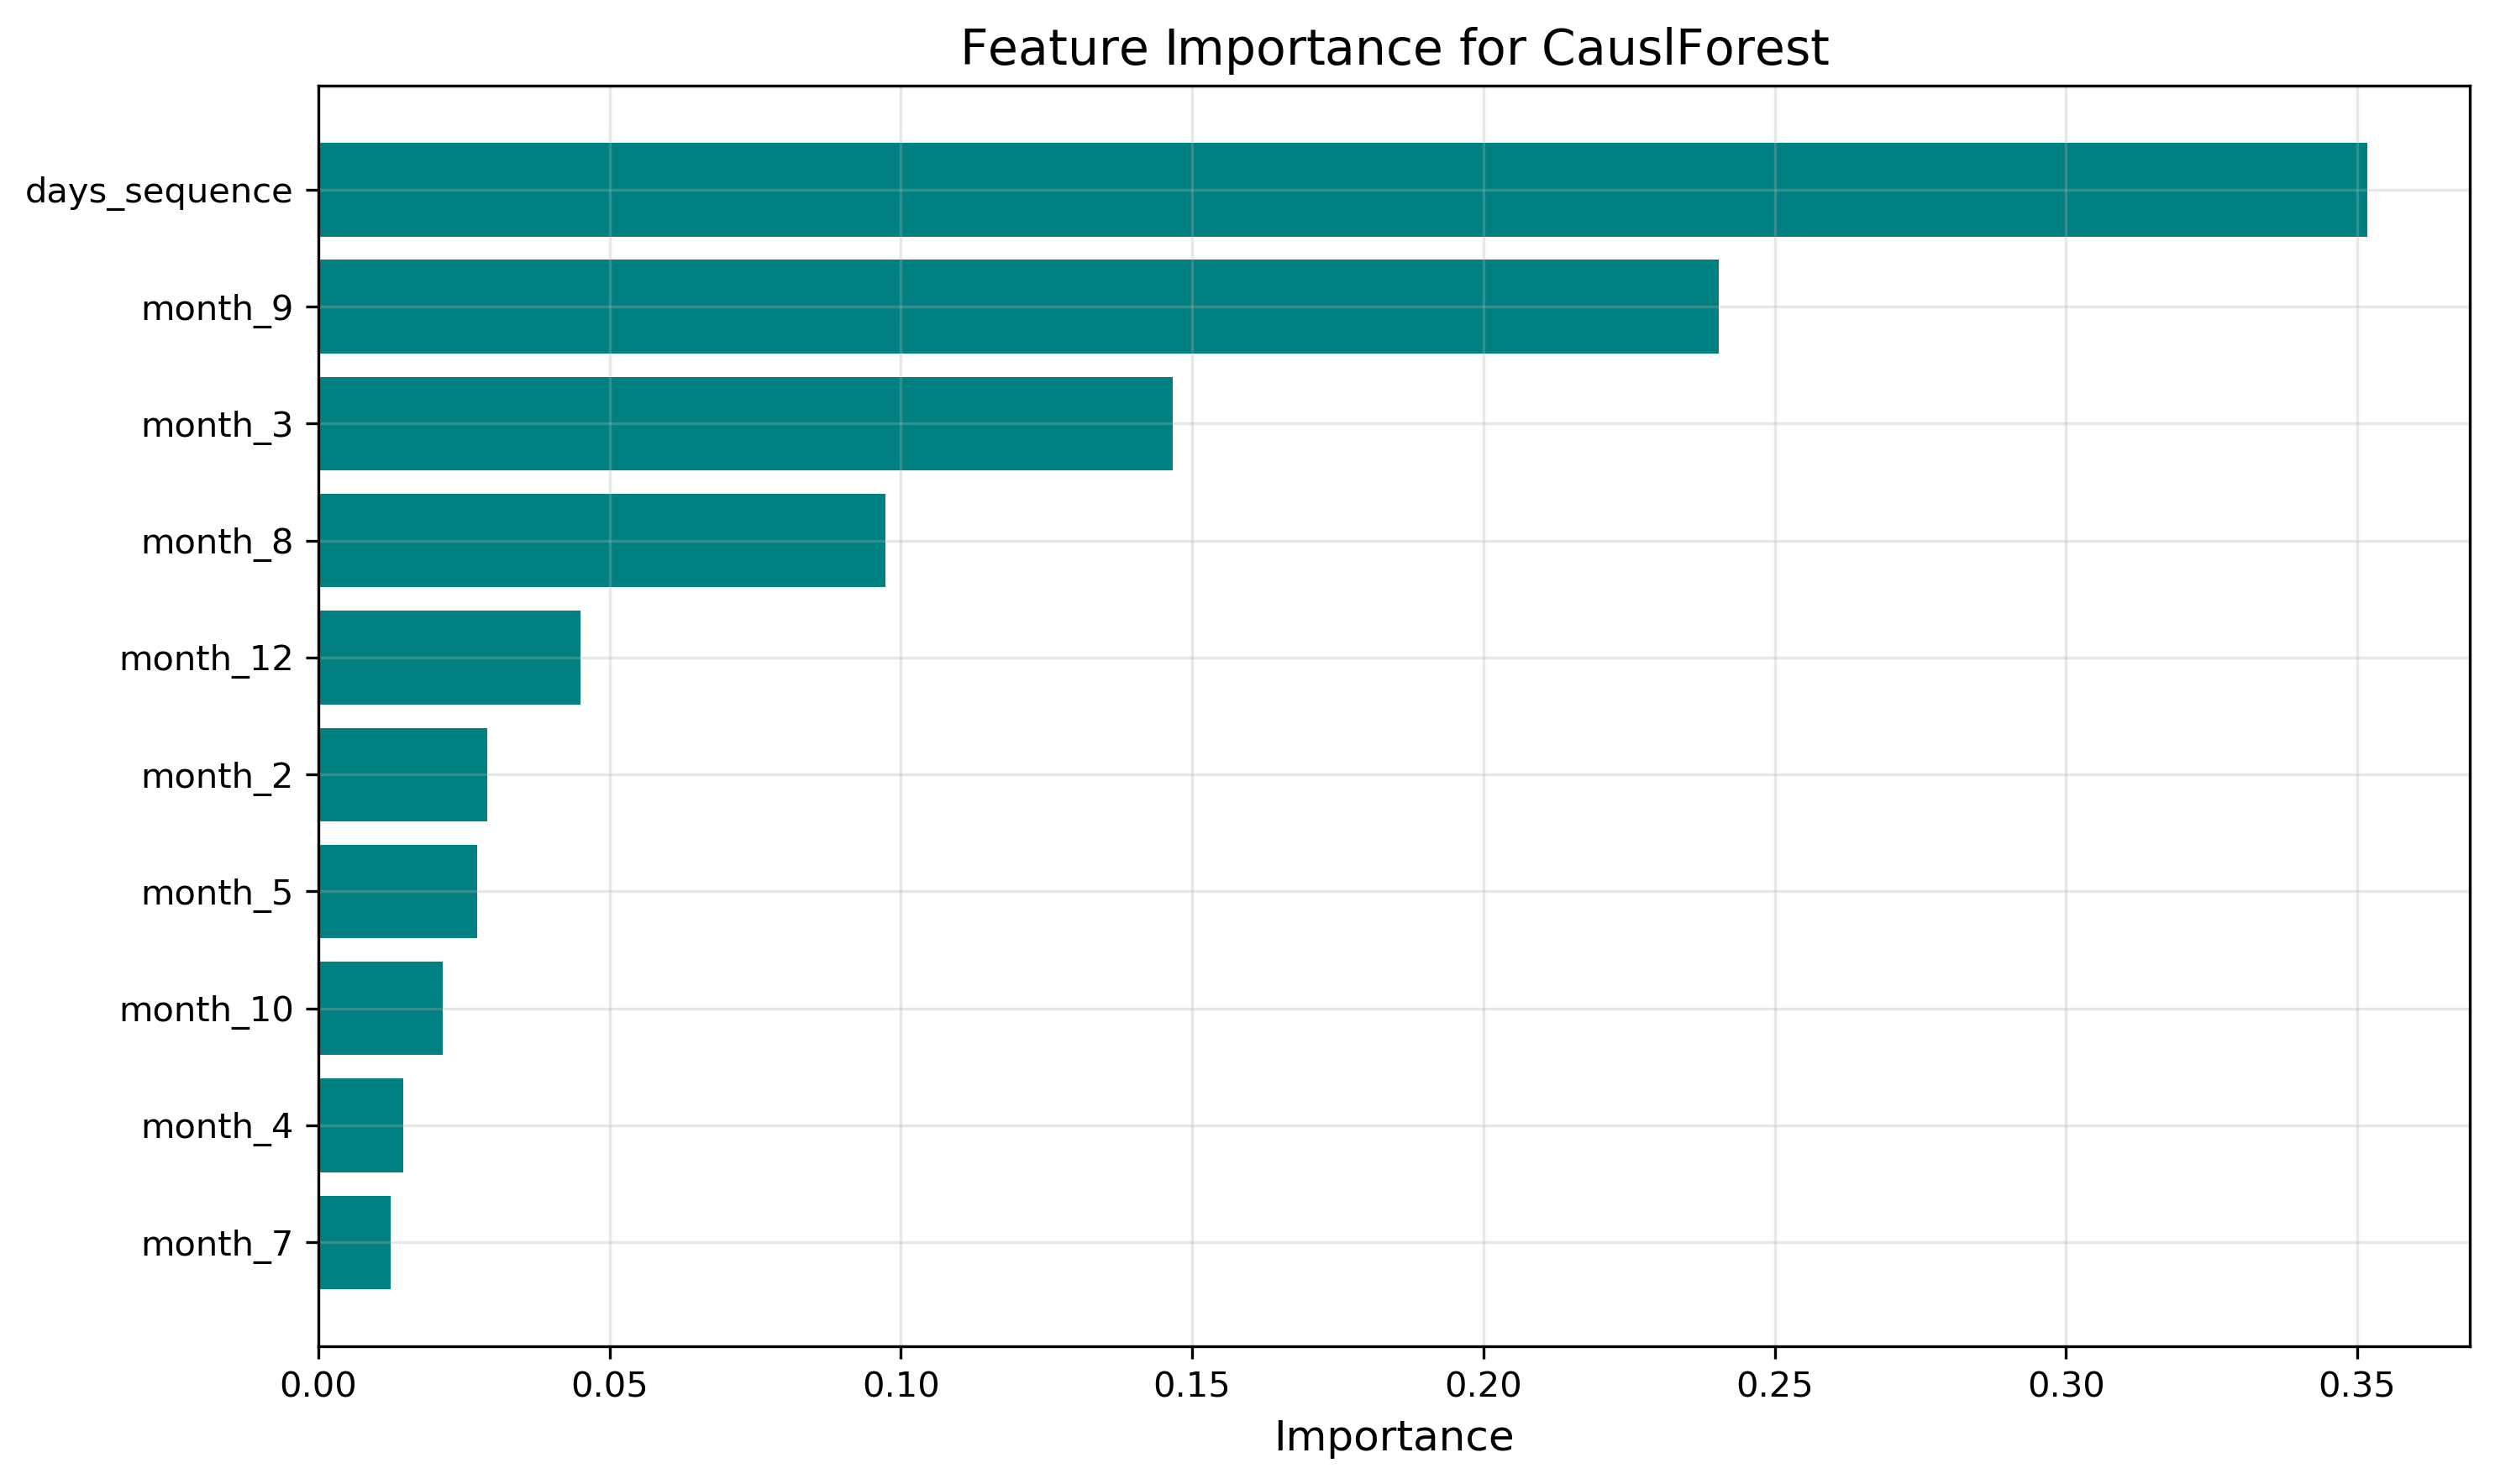 Feature Importance for CauslForest
days_sequence
month_9
month_3
month_8
month_12
month_2
month_5
month_10
month_4
month_7
0.00 0.05 0.10 0.15 0.20 0.25 0.30 0.35
Importance